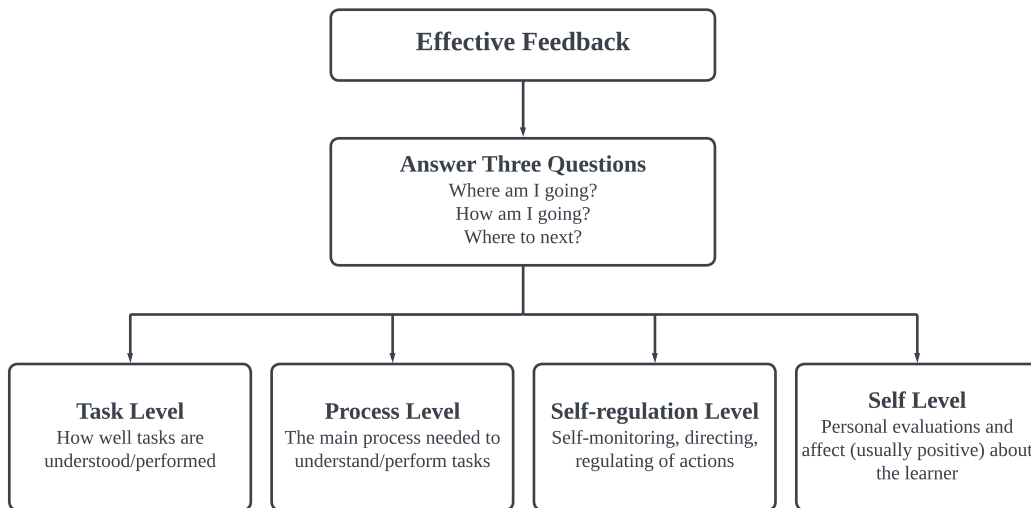 Effective Feedback
Answer Three Questions
Where am I going?
How am I going?
Where to next?
Task Level
How well tasks are
understood/performed
Process Level
The main process needed to
understand/perform tasks
Self-regulation Level
Self-monitoring, directing,
regulating of actions
Self Level
Personal evaluations and
affect (usually positive) about
the learner